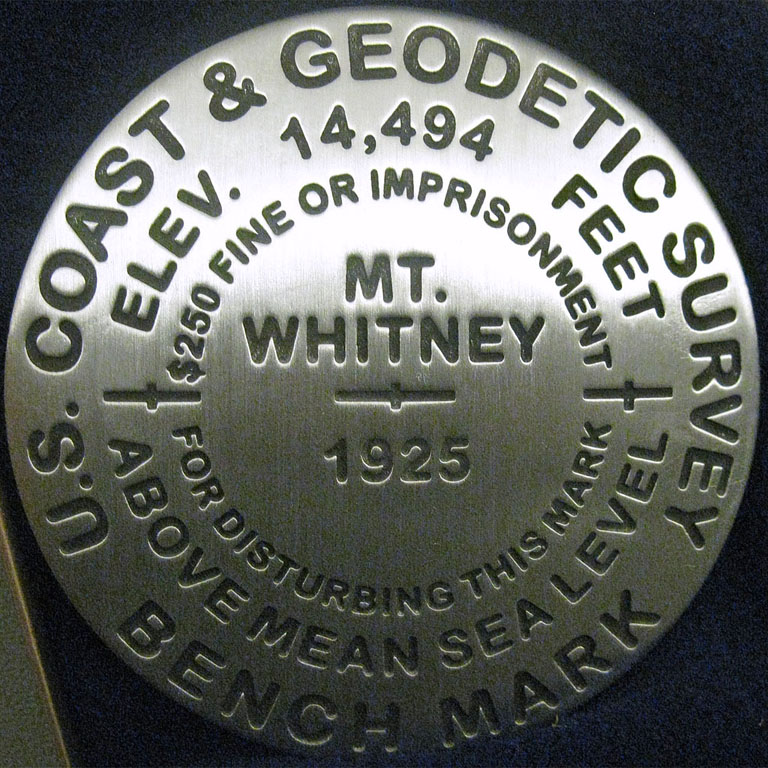 U.S. COAST & GEODETIC SURVEY
ELEV. 14,494 FEET
$250 FINE OR IMPRISONMENT
MT.
WHITNEY
1925
FOR DISTURBING THIS MARK
ABOVE MEAN SEA LEVEL
BENCH MARK